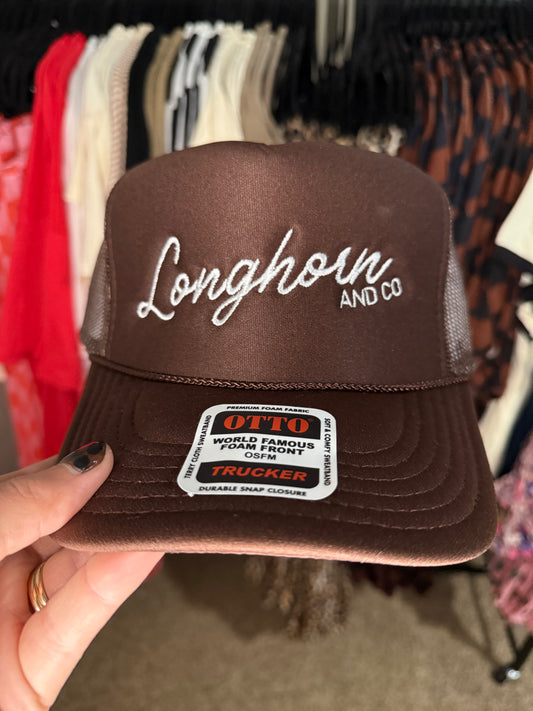 Longhorn
AND CO
PREMIUM FOAM FABRIC
OTTO
WORLD FAMOUS
FOAM FRONT
OSFM
TRUCKER
DURABLE SNAP CLOSURE
TERRY CLOTH SWEATBAND
SOFT & COMFY SWEATBAND